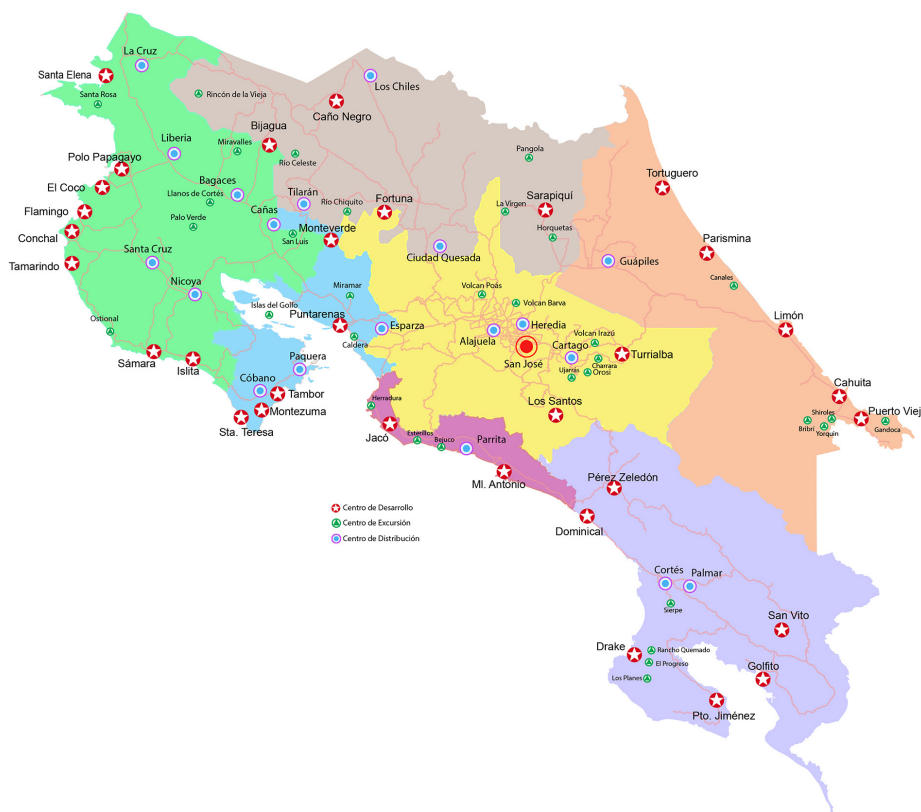 La Cruz
Santa Elena
Los Chiles
Santa Rosa
Rincón de la Vieja
Caño Negro
Bijagua
Liberia
Miravalles
Pangola
Polo Papagayo
Río Celeste
Tortuguero
El Coco
Bagaces
Tilarán
Llanos de Cortés
Río Chiquito
Fortuna
Sarapiquí
La Virgen
Flamingo
Cañas
Palo Verde
Monteverde
San Luis
Horquetas
Conchal
Parismina
Santa Cruz
Ciudad Quesada
Guápiles
Tamarindo
Canales
Nicoya
Miramar
Volcan Poás
Islas del Golfo
Volcan Barva
Puntarenas
Ostional
Esparza
Heredia
Limón
Alajuela
Volcan Irazú
Caldera
Cartago
Turrialba
San José
Charrara
Sámara
Paquera
Ujarrás
Orosi
Islita
Cóbano
Tambor
Cahuita
Herradura
Los Santos
Montezuma
Puerto Viej
Shiroles
Sta. Teresa
Jacó
Bribrí
Yorquín
Gandoca
Esterillos
Bejuco
Parrita
Ml. Antonio
Pérez Zeledón
Centro de Desarrollo
Centro de Excursión
Centro de Distribución
Dominical
Cortés
Palmar
Sierpe
San Vito
Drake
Rancho Quemado
El Progreso
Los Planes
Golfito
Pto. Jiménez